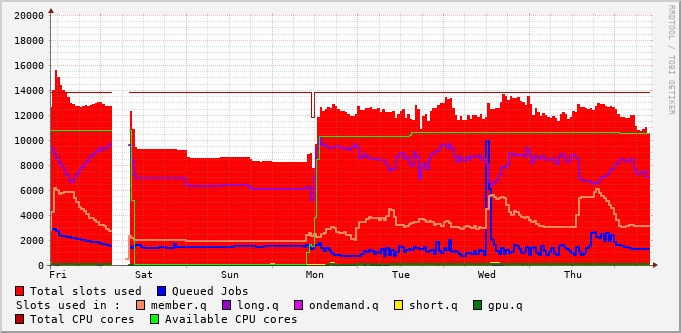 20000
18000
16000
14000
12000
10000
8000
6000
4000
2000
0
Fri Sat Sun Mon Tue Wed Thu
Total slots used Queued Jobs
Slots used in : member.q long.q ondemand.q short.q gpu.q
Total CPU cores Available CPU cores
RRDTOOL / TOBI OETIKER